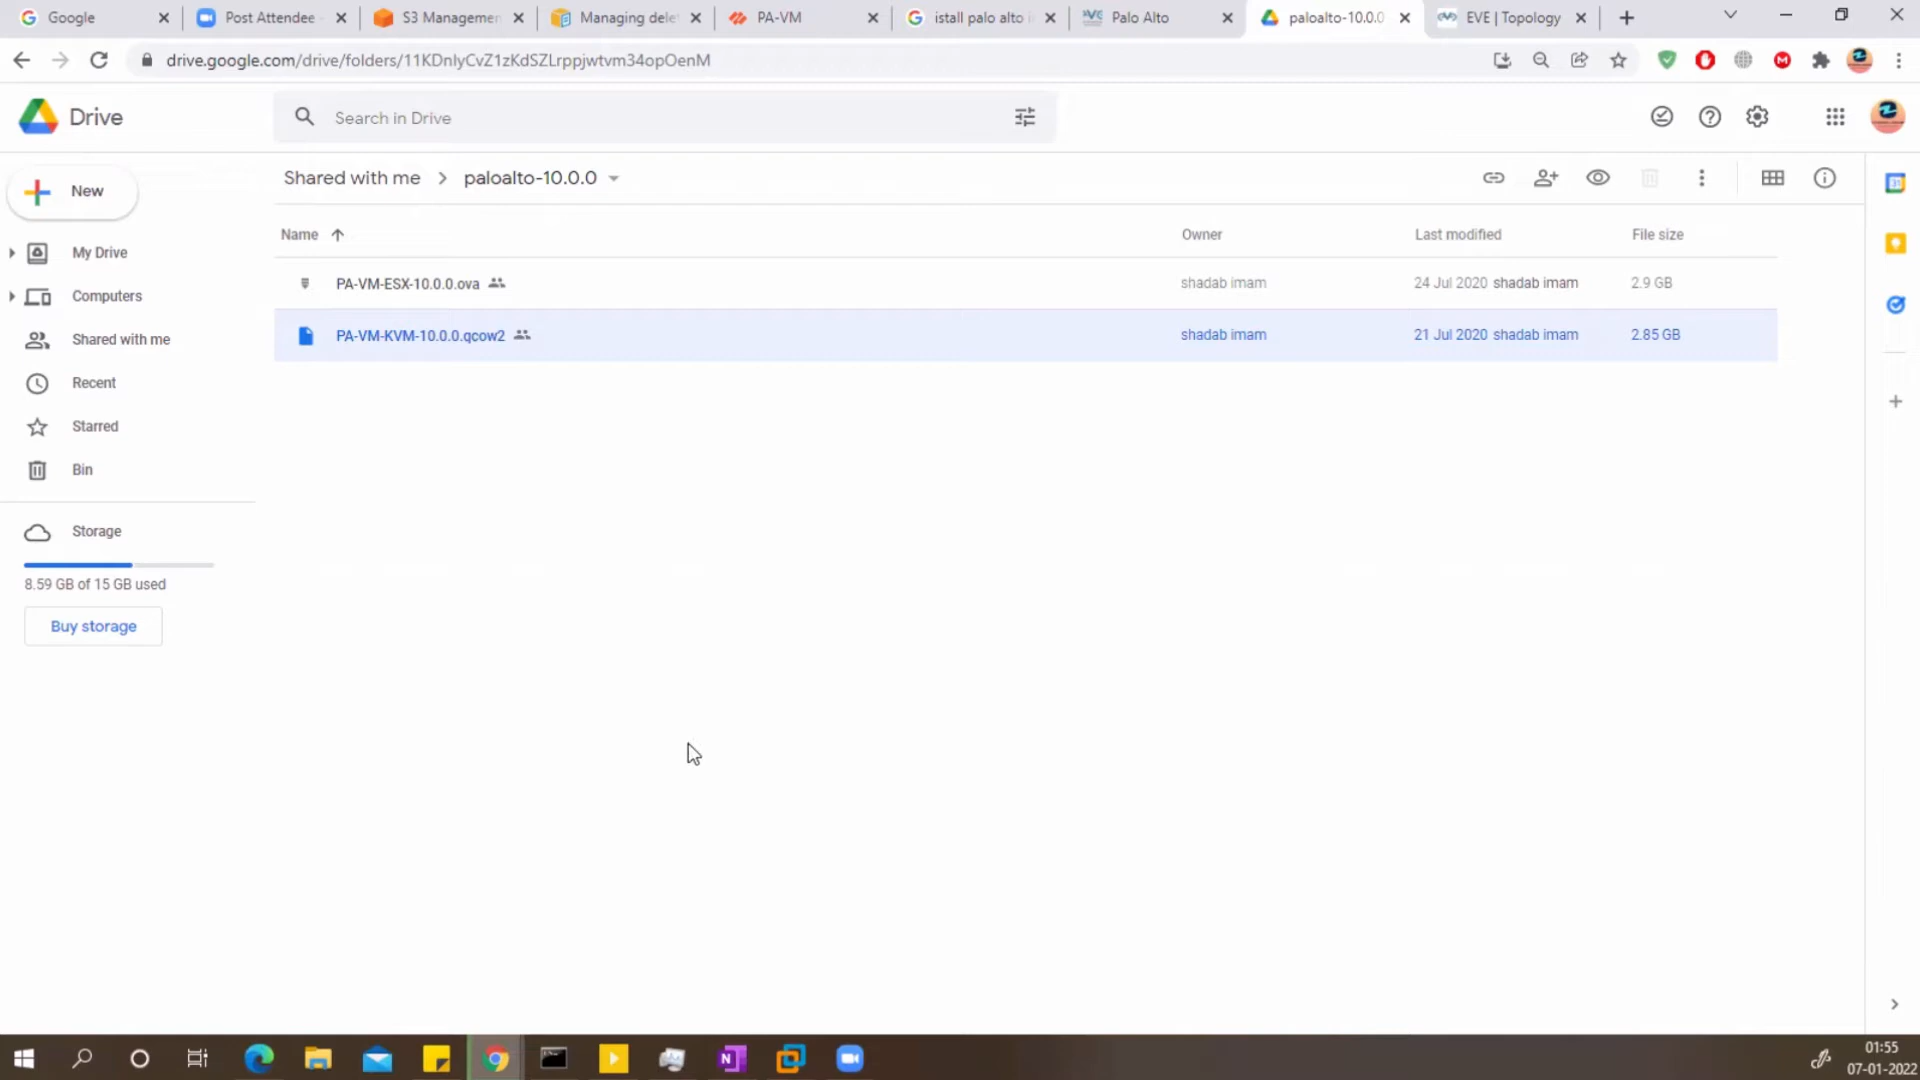 Google
Post Attendee -
S3 Managemen
Managing dele
PA-VM
istall palo alto i
Palo Alto
paloalto-10.0.0
EVE | Topology
drive.google.com/drive/folders/11KDnIyCvZ1zKdSZLrppjwtvm34opOenM
Drive
Search in Drive
New
Shared with me
paloalto-10.0.0
Name
Owner
Last modified
File size
PA-VM-ESX-10.0.0.ova
shadab imam
24 Jul 2020 shadab imam
2.9 GB
PA-VM-KVM-10.0.0.qcow2
shadab imam
21 Jul 2020 shadab imam
2.85 GB
My Drive
Computers
Shared with me
Recent
Starred
Bin
Storage
8.59 GB of 15 GB used
Buy storage
01:55
07-01-2022